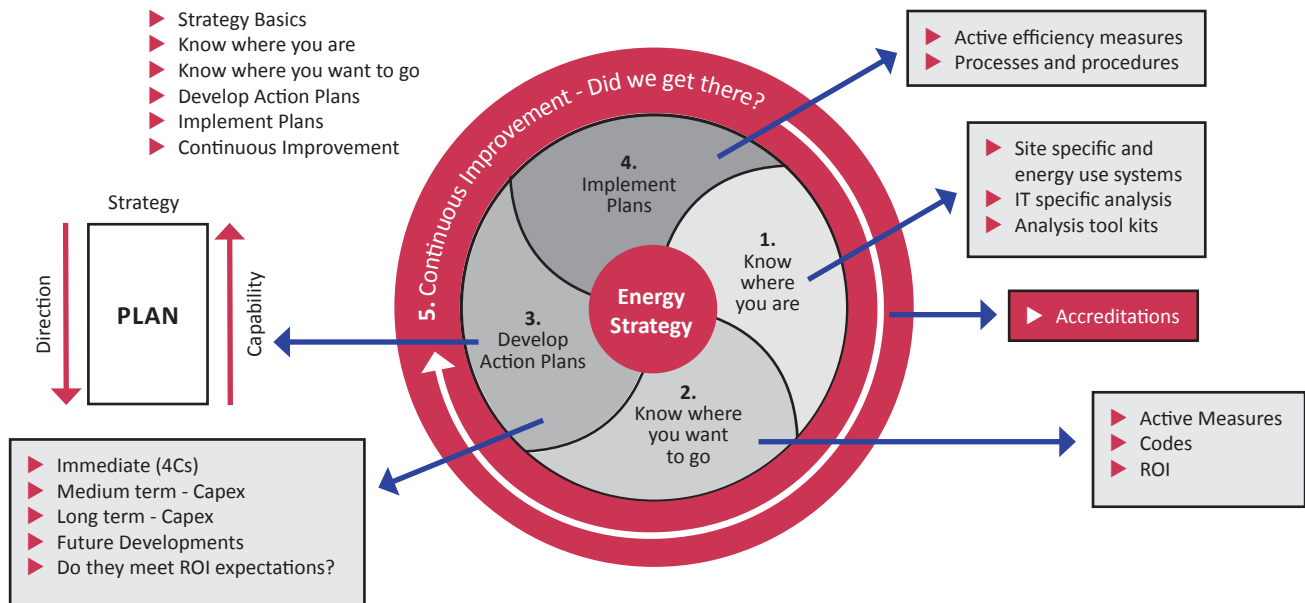 Strategy Basics
Know where you are
Know where you want to go
Develop Action Plans
Implement Plans
Continuous Improvement
Active efficiency measures
Processes and procedures
5. Continuous Improvement - Did we get there?
4.
Implement
Plans
Site specific and
energy use systems
IT specific analysis
Analysis tool kits
1.
Know
where
you are
Strategy
Direction
PLAN
Capability
Energy
Strategy
Accreditations
3.
Develop
Action Plans
2.
Know where
you want
to go
Active Measures
Codes
ROI
Immediate (4Cs)
Medium term - Capex
Long term - Capex
Future Developments
Do they meet ROI expectations?